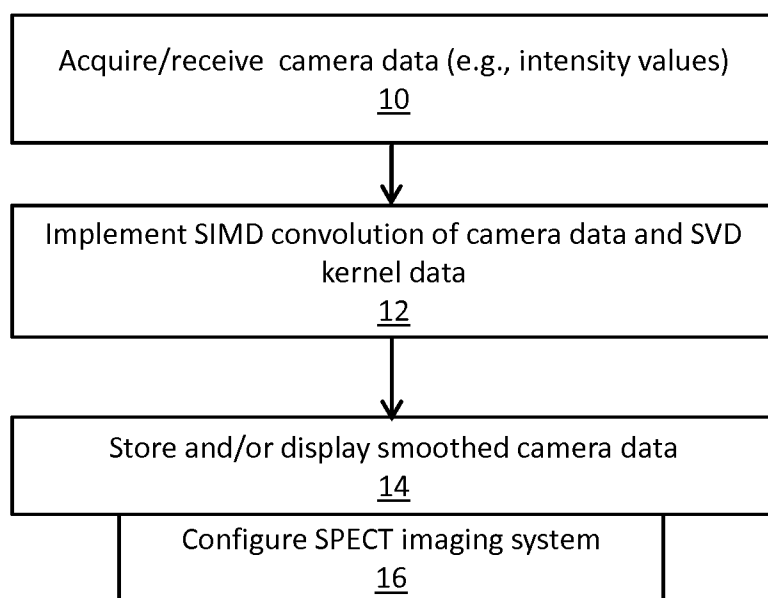 Acquire/receive camera data (e.g., intensity values)
10
Implement SIMD convolution of camera data and SVD
kernel data
12
Store and/or display smoothed camera data
14
Configure SPECT imaging system
16